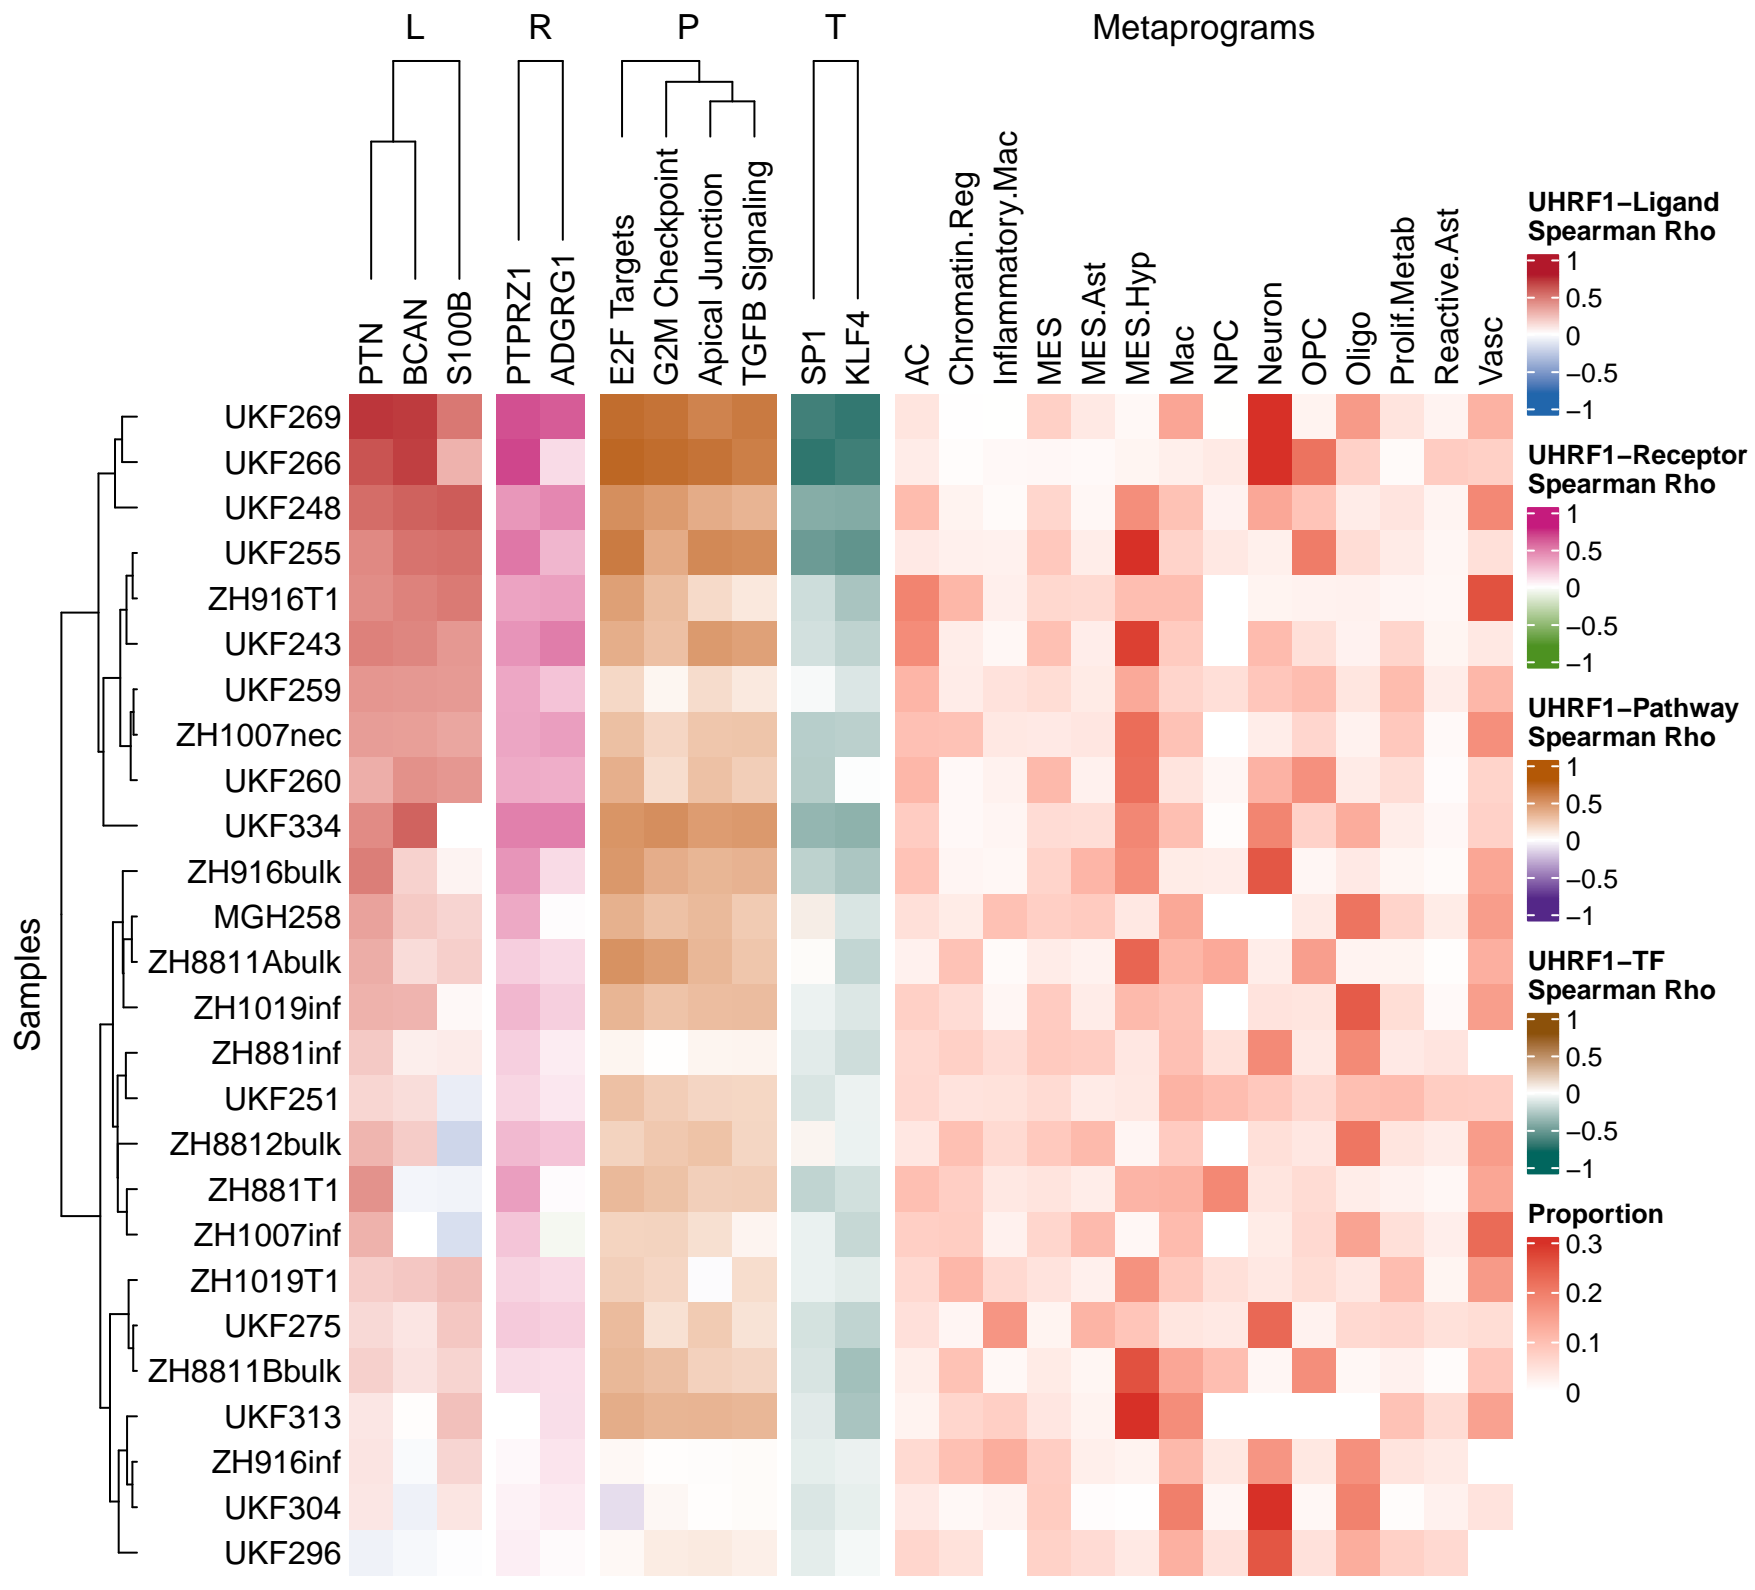 L R P T Metaprograms
PTN
BCAN
S100B
PTPRZ1
ADGRG1
E2F Targets
G2M Checkpoint
Apical Junction
TGFB Signaling
SP1
KLF4
AC
Chromatin.Reg
Inflammatory.Mac
MES
MES.Ast
MES.Hyp
Mac
NPC
Neuron
OPC
Oligo
Prolif.Metab
Reactive.Ast
Vasc
Samples
UKF269
UKF266
UKF248
UKF255
ZH916T1
UKF243
UKF259
ZH1007nec
UKF260
UKF334
ZH916bulk
MGH258
ZH8811Abulk
ZH1019inf
ZH881inf
UKF251
ZH8812bulk
ZH881T1
ZH1007inf
ZH1019T1
UKF275
ZH8811Bbulk
UKF313
ZH916inf
UKF304
UKF296
UHRF1−Ligand
Spearman Rho
1
0.5
0
−0.5
−1
UHRF1−Receptor
Spearman Rho
1
0.5
0
−0.5
−1
UHRF1−Pathway
Spearman Rho
1
0.5
0
−0.5
−1
UHRF1−TF
Spearman Rho
1
0.5
0
−0.5
−1
Proportion
0.3
0.2
0.1
0